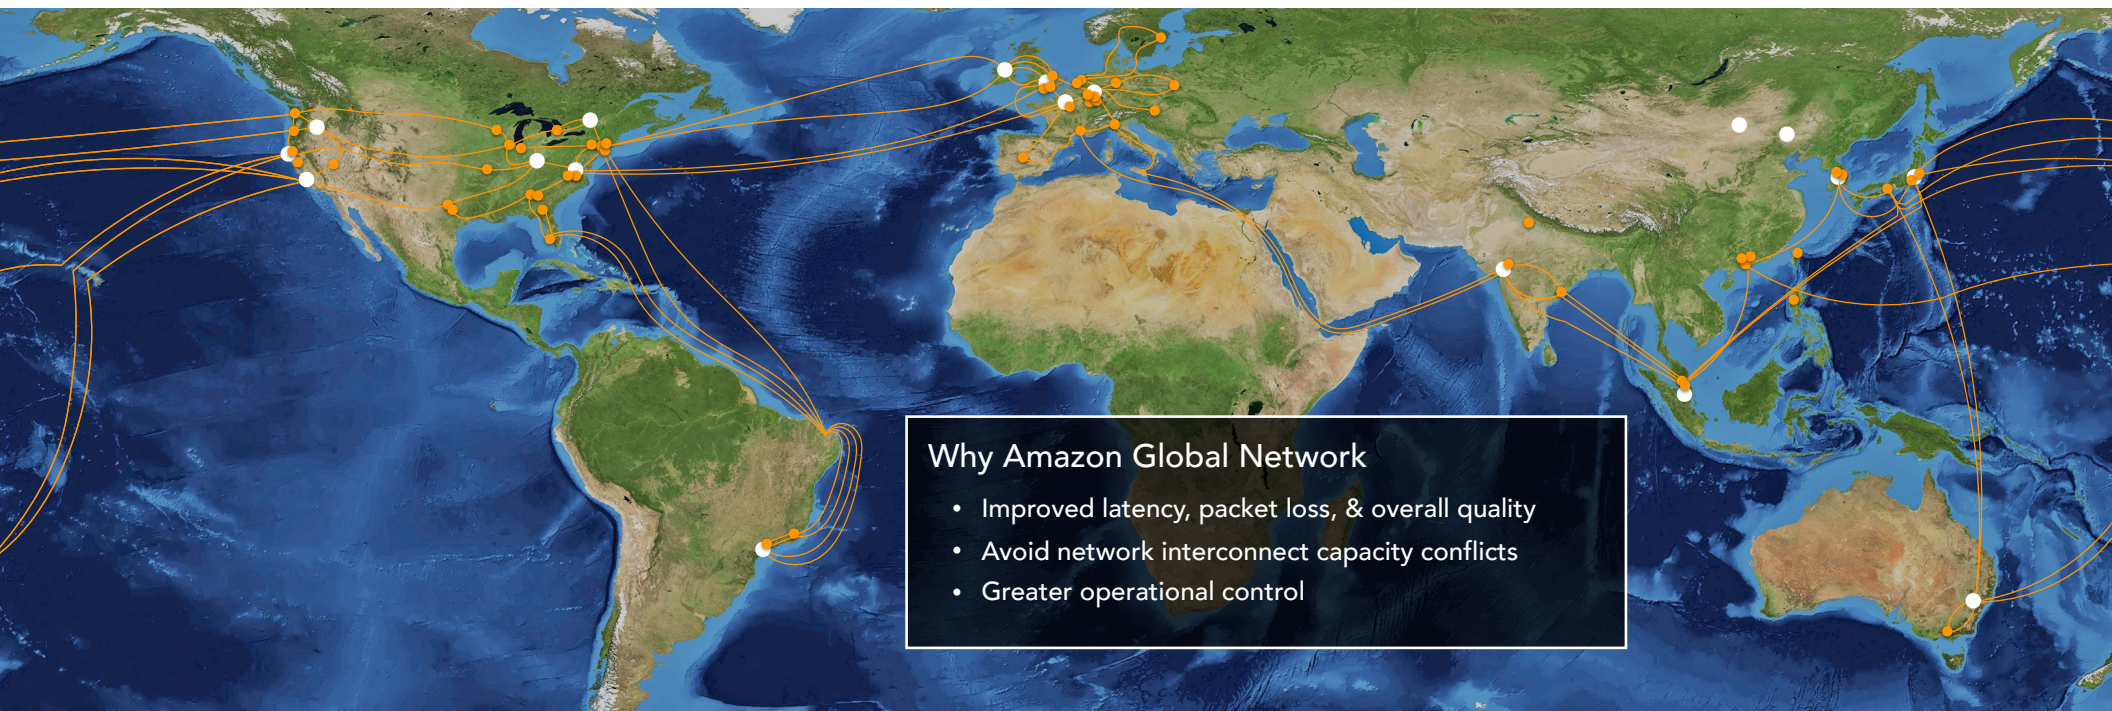 Why Amazon Global Network
• Improved latency, packet loss, & overall quality
• Avoid network interconnect capacity conflicts
• Greater operational control